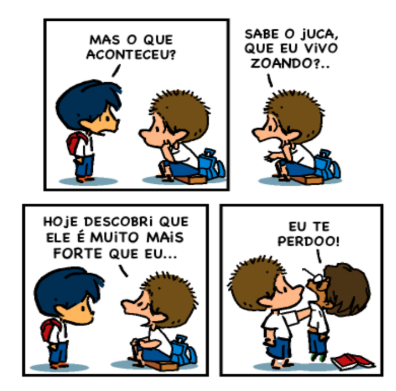 MAS O QUE
ACONTECEU?
SABE O JUCA,
QUE EU VIVO
ZOANDO?..
HOJE DESCOBRI QUE
ELE É MUITO MAIS
FORTE QUE EU...
EU TE
PERDOO!